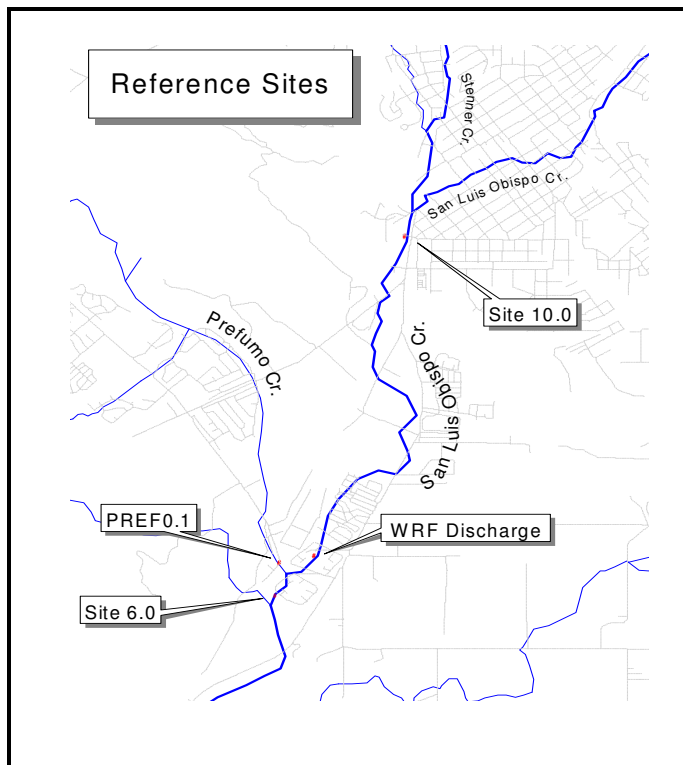 Reference Sites
Stenner Cr.
San Luis Obispo Cr.
Site 10.0
Prefumo Cr.
San Luis Obispo Cr.
PREF0.1
WRF Discharge
Site 6.0